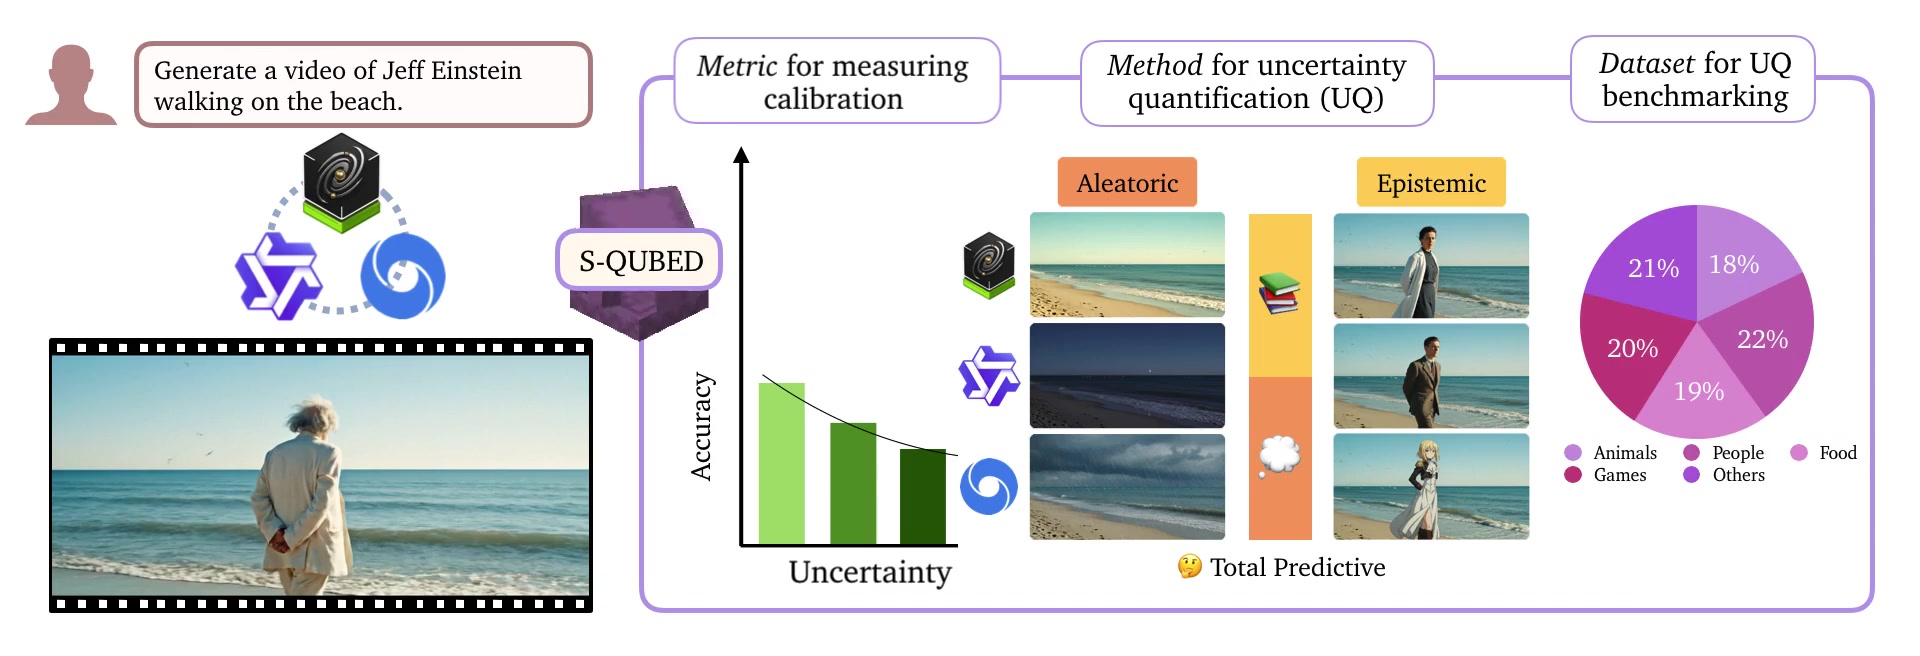 Generate a video of Jeff Einstein
walking on the beach.
S-QUBED
Metric for measuring
calibration
Accuracy
Uncertainty
Method for uncertainty
quantification (UQ)
Aleatoric
Epistemic
🤔 Total Predictive
Dataset for UQ
benchmarking
21%
18%
20%
22%
19%
Animals
People
Food
Games
Others